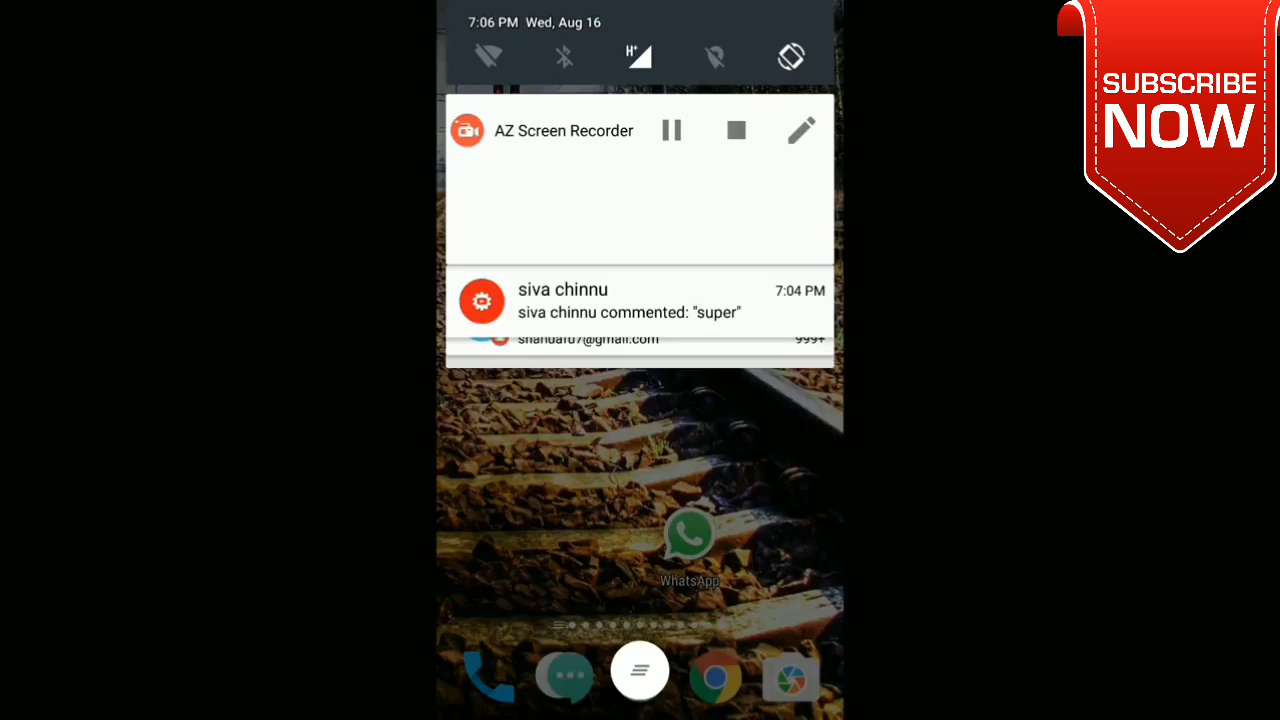 7:06 PM Wed, Aug 16
H+
SUBSCRIBE
NOW
AZ Screen Recorder
siva chinnu 7:04 PM
siva chinnu commented: "super"
999+
WhatsApp